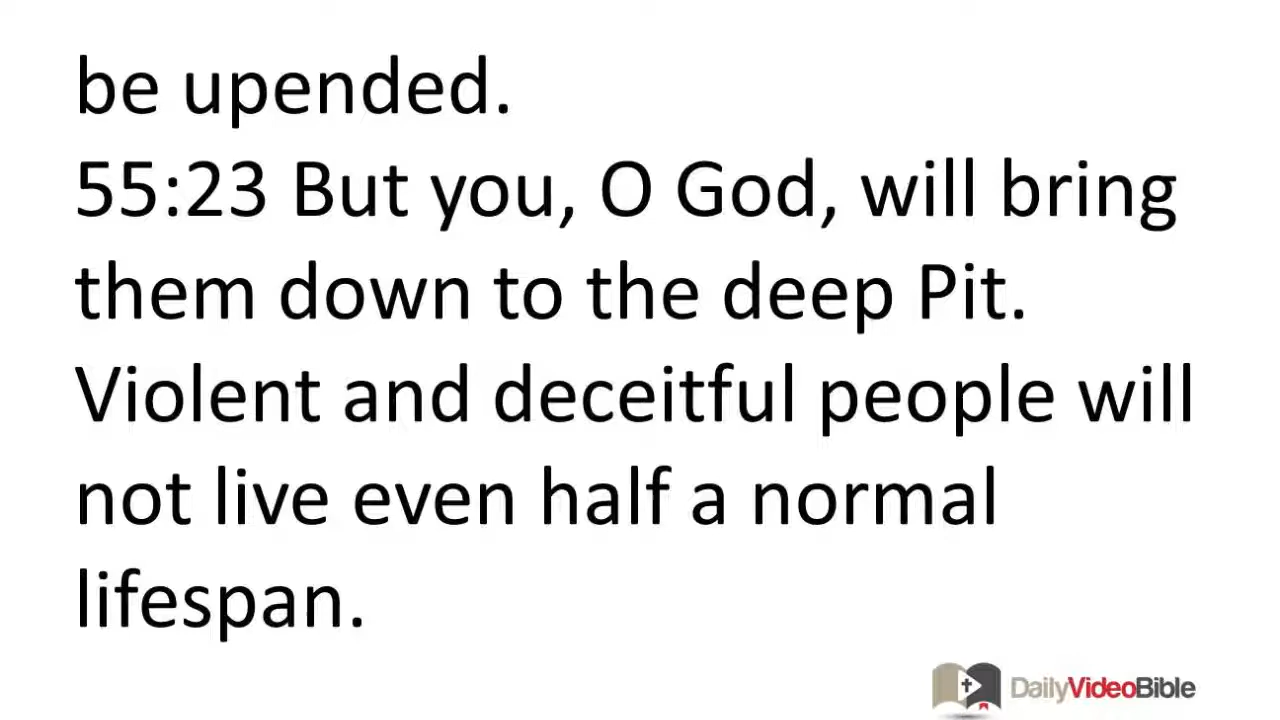 be upended.
55:23 But you, O God, will bring
them down to the deep Pit.
Violent and deceitful people will
not live even half a normal
lifespan.
DailyVideoBible